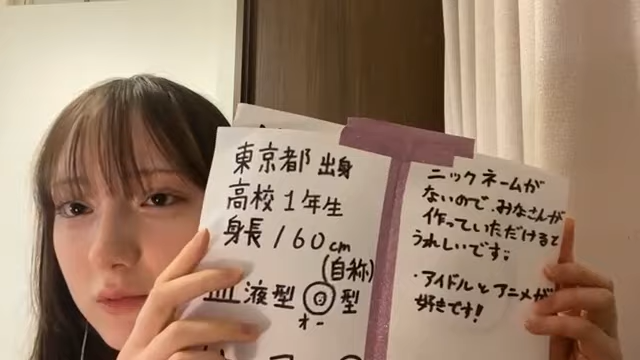 東京都 出身
高校1年生
身長160cm
(自称)
血液型 O型
オー
ニックネームが
ないので、みなさんが
作っていただけると
うれしいです。
・アイドルとアニメが
好きです!